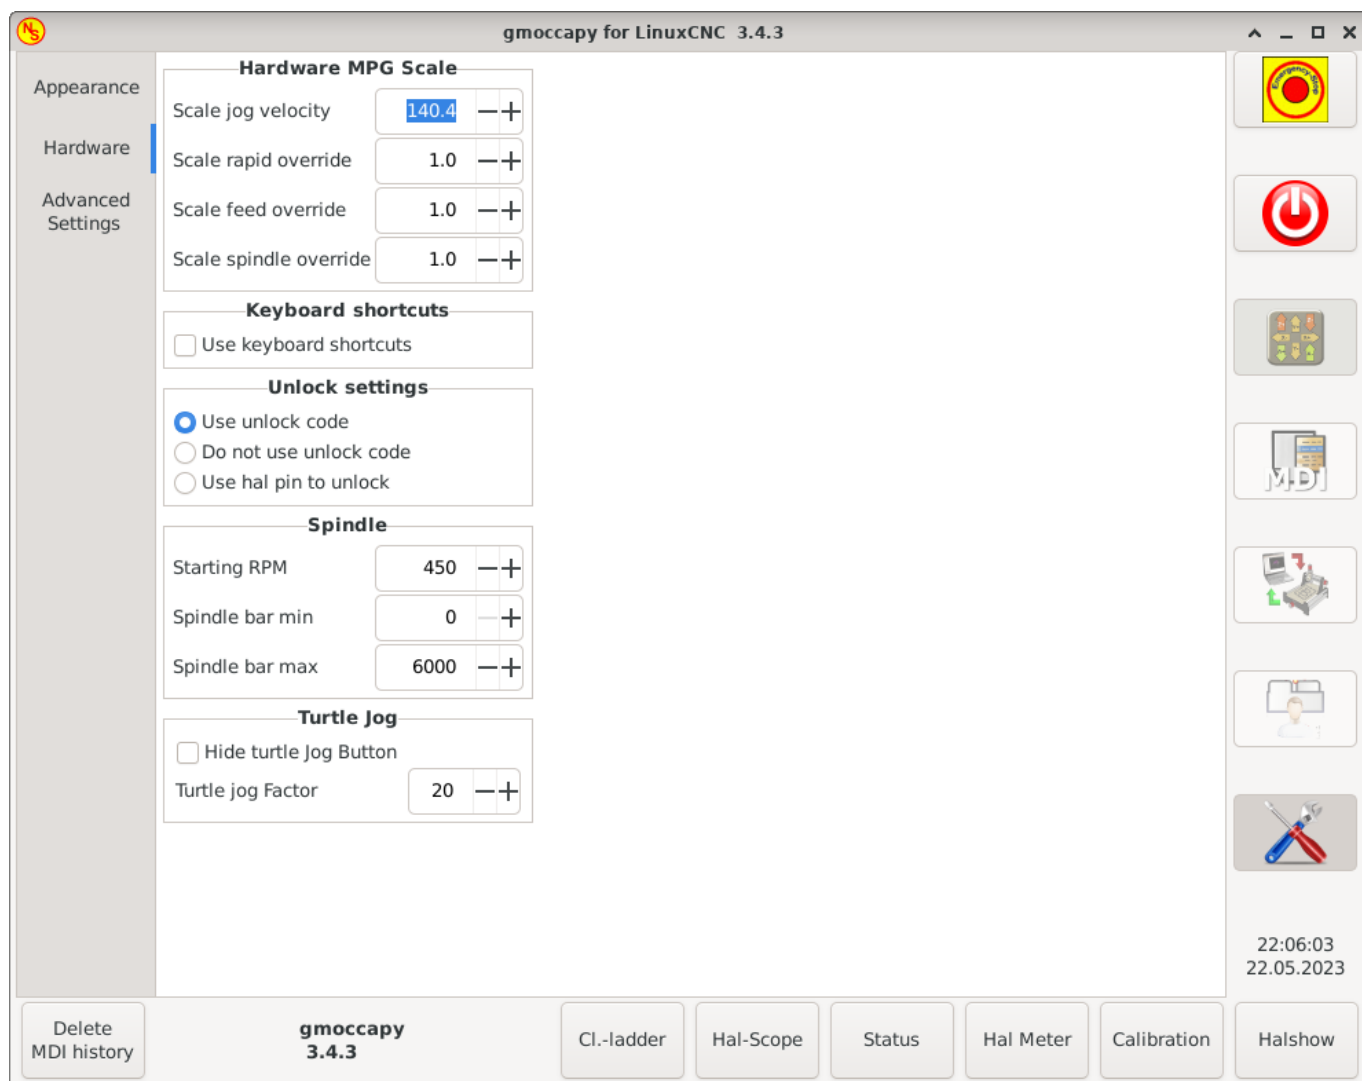 NS
gmoccapy for LinuxCNC 3.4.3
Appearance
Hardware
Advanced
Settings
Hardware MPG Scale
Scale jog velocity 140.4
Scale rapid override 1.0
Scale feed override 1.0
Scale spindle override 1.0
Keyboard shortcuts
Use keyboard shortcuts
Unlock settings
Use unlock code
Do not use unlock code
Use hal pin to unlock
Spindle
Starting RPM 450
Spindle bar min 0
Spindle bar max 6000
Turtle Jog
Hide turtle Jog Button
Turtle jog Factor 20
Emergency-Stop
MDI
22:06:03
22.05.2023
Delete
MDI history
gmoccapy
3.4.3
Cl.-ladder
Hal-Scope
Status
Hal Meter
Calibration
Halshow